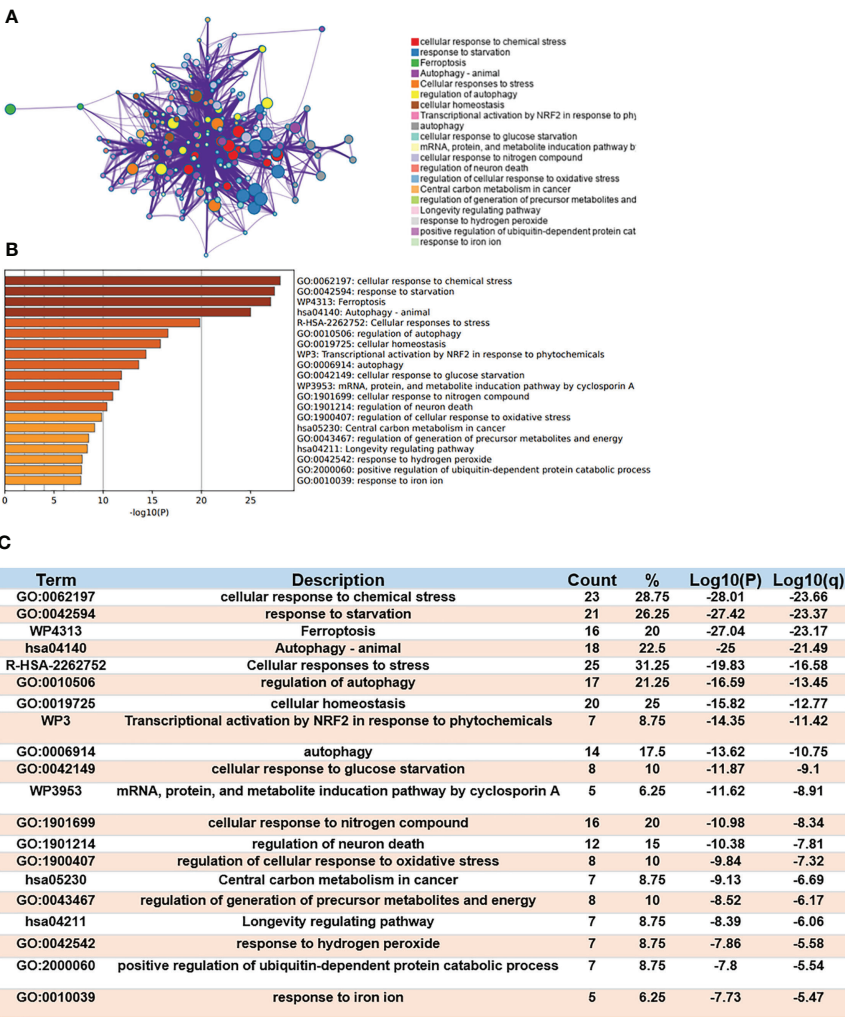 A
cellular response to chemical stress
response to starvation
Ferroptosis
Autophagy - animal
Cellular responses to stress
regulation of autophagy
cellular homeostasis
Transcriptional activation by NRF2 in response to phy
autophagy
cellular response to glucose starvation
mRNA, protein, and metabolite inducation pathway b
cellular response to nitrogen compound
regulation of neuron death
regulation of cellular response to oxidative stress
Central carbon metabolism in cancer
regulation of generation of precursor metabolites and
Longevity regulating pathway
response to hydrogen peroxide
positive regulation of ubiquitin-dependent protein cat
response to iron ion
B
GO:0062197: cellular response to chemical stress
GO:0042594: response to starvation
WP4313: Ferroptosis
hsa04140: Autophagy - animal
R-HSA-2262752: Cellular responses to stress
GO:0010506: regulation of autophagy
GO:0019725: cellular homeostasis
WP3: Transcriptional activation by NRF2 in response to phytochemicals
GO:0006914: autophagy
GO:0042149: cellular response to glucose starvation
WP3953: mRNA, protein, and metabolite inducation pathway by cyclosporin A
GO:1901699: cellular response to nitrogen compound
GO:1901214: regulation of neuron death
GO:1900407: regulation of cellular response to oxidative stress
hsa05230: Central carbon metabolism in cancer
GO:0043467: regulation of generation of precursor metabolites and energy
hsa04211: Longevity regulating pathway
GO:0042542: response to hydrogen peroxide
GO:2000060: positive regulation of ubiquitin-dependent protein catabolic process
GO:0010039: response to iron ion
0 5 10 15 20 25
-log10(P)
C
Term Description Count % Log10(P) Log10(q)
GO:0062197 cellular response to chemical stress 23 28.75 -28.01 -23.66
GO:0042594 response to starvation 21 26.25 -27.42 -23.37
WP4313 Ferroptosis 16 20 -27.04 -23.17
hsa04140 Autophagy - animal 18 22.5 -25 -21.49
R-HSA-2262752 Cellular responses to stress 25 31.25 -19.83 -16.58
GO:0010506 regulation of autophagy 17 21.25 -16.59 -13.45
GO:0019725 cellular homeostasis 20 25 -15.82 -12.77
WP3 Transcriptional activation by NRF2 in response to phytochemicals 7 8.75 -14.35 -11.42
GO:0006914 autophagy 14 17.5 -13.62 -10.75
GO:0042149 cellular response to glucose starvation 8 10 -11.87 -9.1
WP3953 mRNA, protein, and metabolite inducation pathway by cyclosporin A 5 6.25 -11.62 -8.91
GO:1901699 cellular response to nitrogen compound 16 20 -10.98 -8.34
GO:1901214 regulation of neuron death 12 15 -10.38 -7.81
GO:1900407 regulation of cellular response to oxidative stress 8 10 -9.84 -7.32
hsa05230 Central carbon metabolism in cancer 7 8.75 -9.13 -6.69
GO:0043467 regulation of generation of precursor metabolites and energy 8 10 -8.52 -6.17
hsa04211 Longevity regulating pathway 7 8.75 -8.39 -6.06
GO:0042542 response to hydrogen peroxide 7 8.75 -7.86 -5.58
GO:2000060 positive regulation of ubiquitin-dependent protein catabolic process 7 8.75 -7.8 -5.54
GO:0010039 response to iron ion 5 6.25 -7.73 -5.47